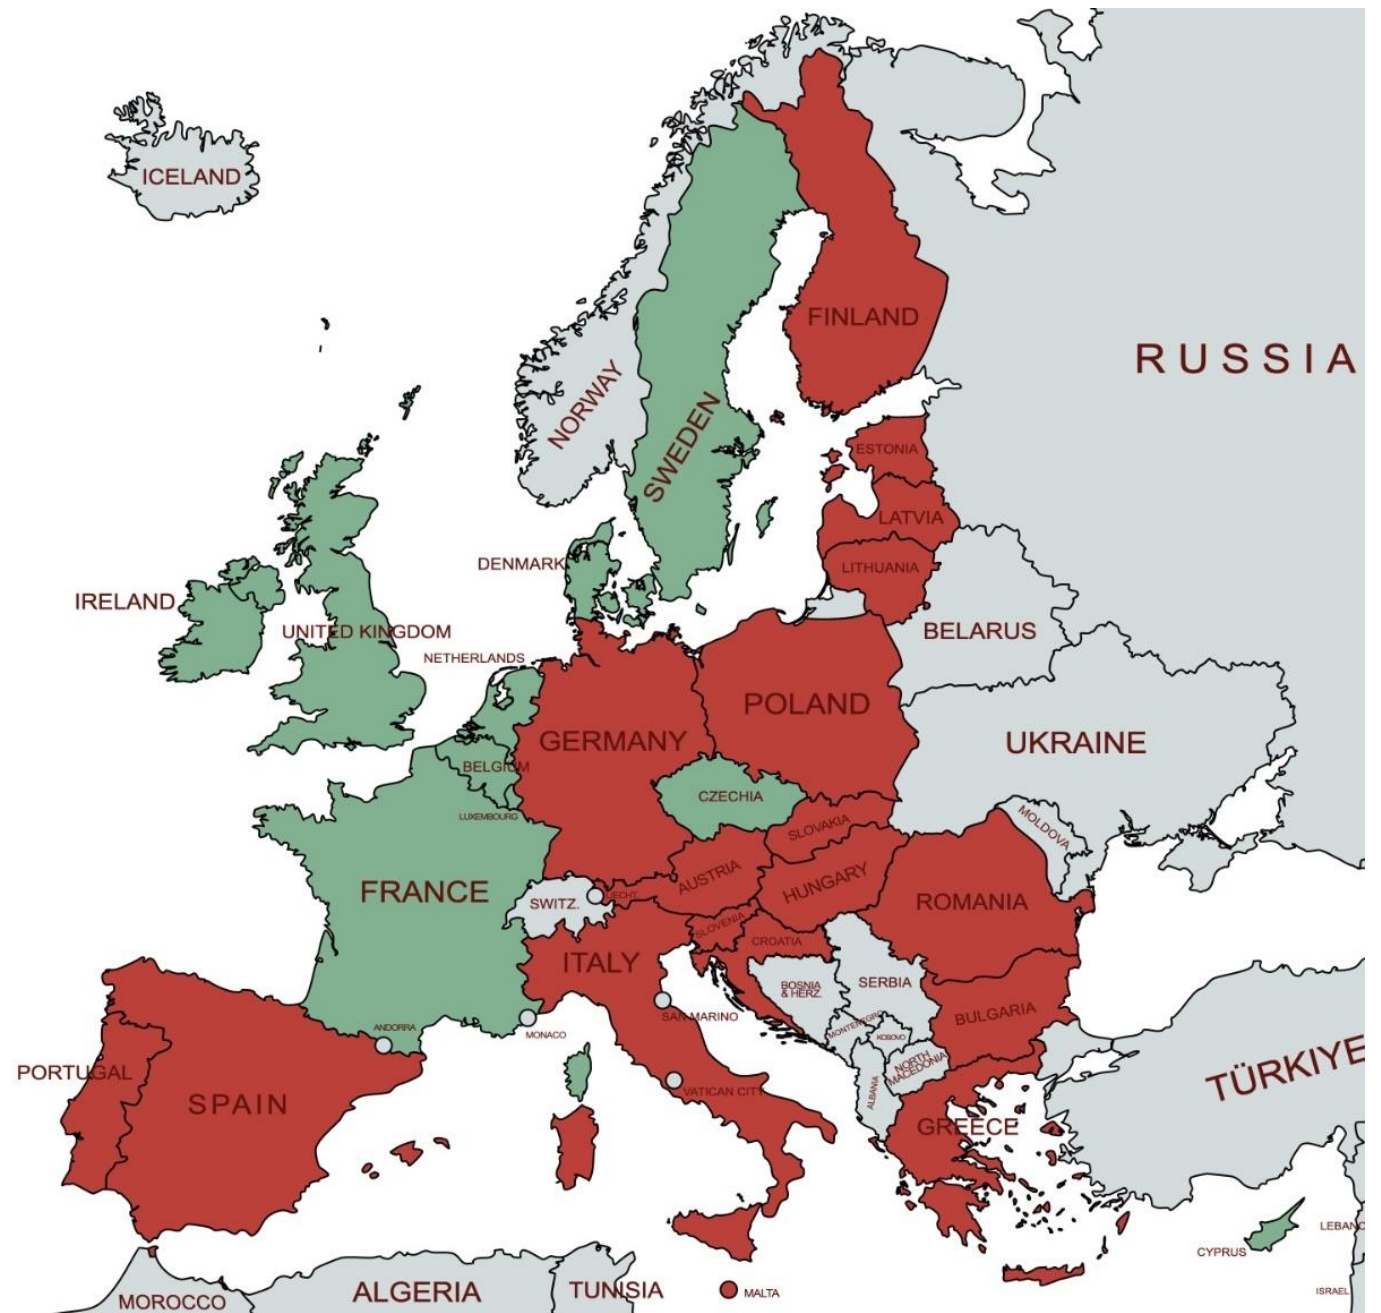 ICELAND
FINLAND
RUSSIA
NORWAY
SWEDEN
ESTONIA
LATVIA
DENMARK
LITHUANIA
IRELAND
UNITED KINGDOM
BELARUS
NETHERLANDS
POLAND
GERMANY
UKRAINE
BELGIUM
CZECHIA
LUXEMBOURG
SLOVAKIA
MOLDOVA
FRANCE
AUSTRIA
HUNGARY
LIECHT.
SWITZ.
ROMANIA
SLOVENIA
CROATIA
ITALY
BOSNIA
& HERZ.
SERBIA
SAN MARINO
BULGARIA
MONTENEGRO
KOSOVO
ANDORRA
MONACO
NORTH
MACEDONIA
TÜRKIYE
PORTUGAL
SPAIN
VATICAN CITY
ALBANIA
GREECE
LEBANO
CYPRUS
ALGERIA
TUNISIA
MALTA
ISRAEL
MOROCCO